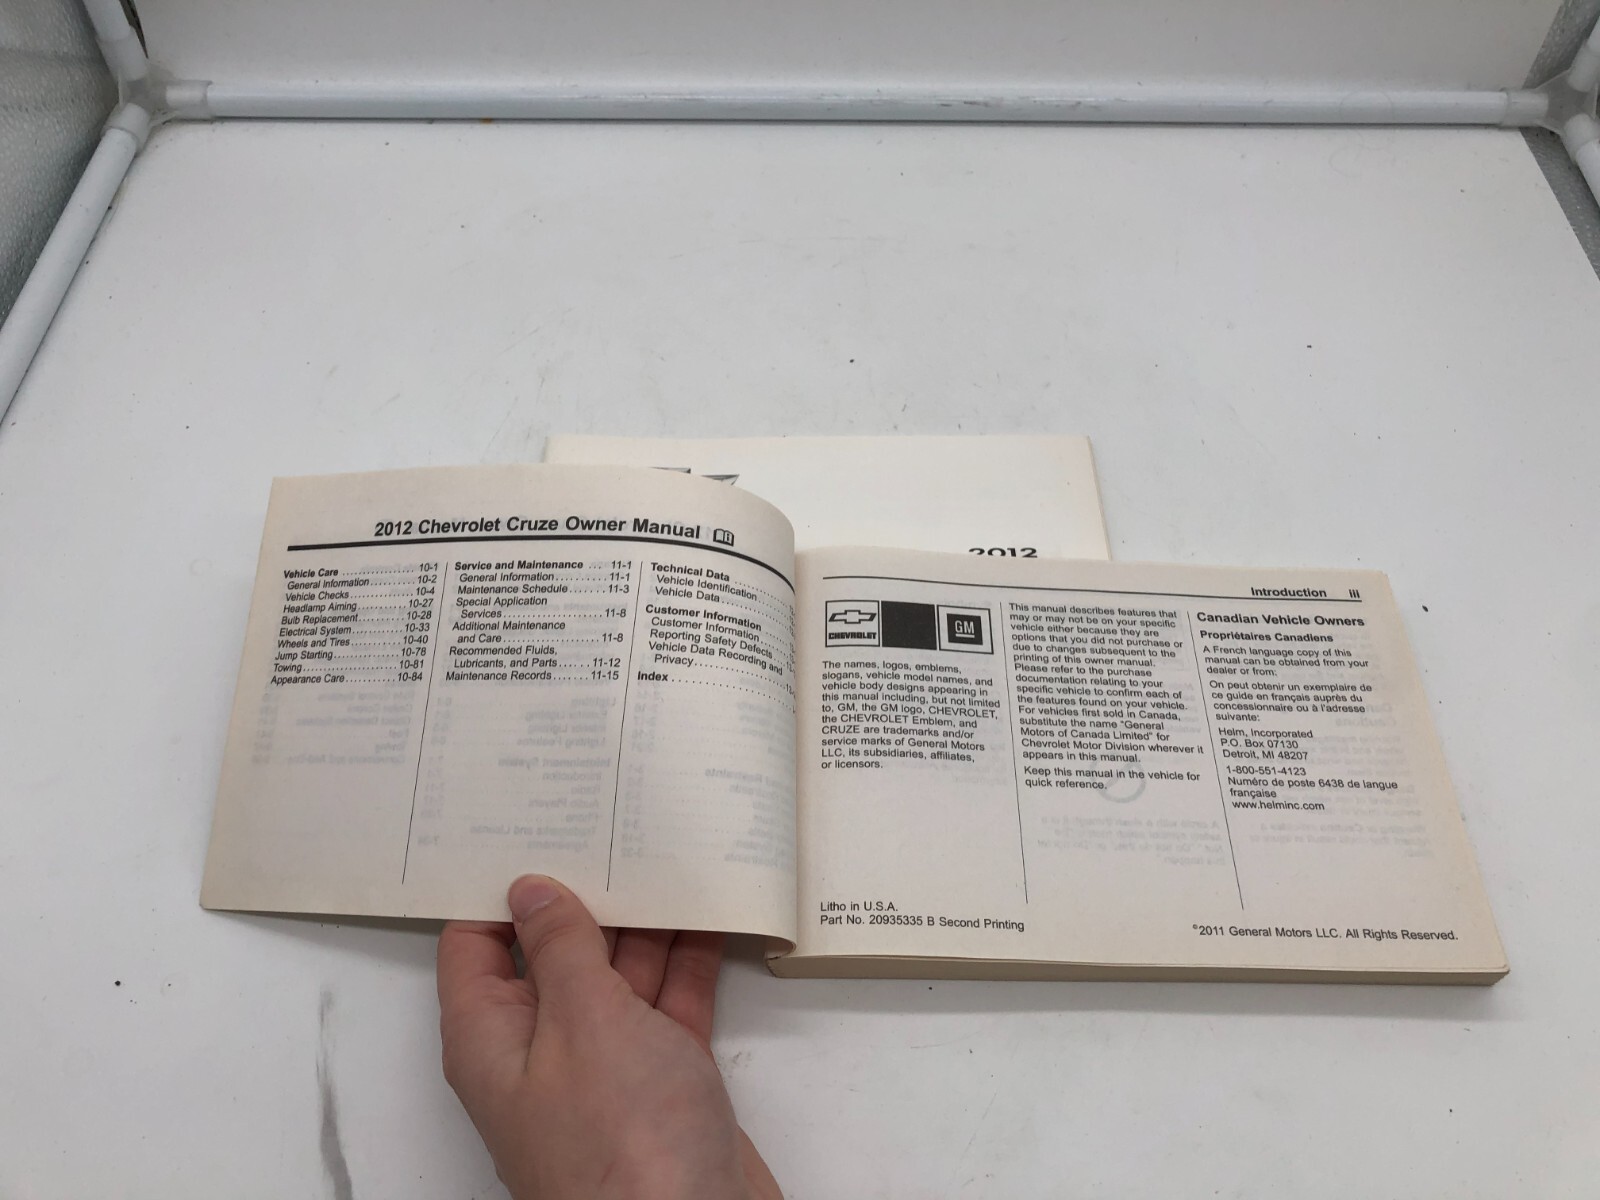 2012
2012 Chevrolet Cruze Owner Manual
Vehicle Care ................. 10-1
General Information .......... 10-2
Vehicle Checks ............... 10-4
Headlamp Aiming .......... 10-27
Bulb Replacement .......... 10-28
Electrical System ............ 10-33
Wheels and Tires ............ 10-40
Jump Starting ................ 10-78
Towing ........................ 10-81
Appearance Care ............ 10-84
Service and Maintenance ... 11-1
General Information .......... 11-1
Maintenance Schedule ....... 11-3
Special Application
Services .................... 11-8
Additional Maintenance
and Care .................... 11-8
Recommended Fluids,
Lubricants, and Parts ...... 11-12
Maintenance Records ....... 11-15
Technical Data
Vehicle Identification
Vehicle Data
Customer Information
Customer Information
Reporting Safety Defects
Vehicle Data Recording and
Privacy
Index
Introduction iii
CHEVROLET
GM
The names, logos, emblems,
slogans, vehicle model names, and
vehicle body designs appearing in
this manual including, but not limited
to, GM, the GM logo, CHEVROLET,
the CHEVROLET Emblem, and
CRUZE are trademarks and/or
service marks of General Motors
LLC, its subsidiaries, affiliates,
or licensors.
This manual describes features that
may or may not be on your specific
vehicle either because they are
options that you did not purchase or
due to changes subsequent to the
printing of this owner manual.
Please refer to the purchase
documentation relating to your
specific vehicle to confirm each of
the features found on your vehicle.
For vehicles first sold in Canada,
substitute the name "General
Motors of Canada Limited" for
Chevrolet Motor Division wherever it
appears in this manual.
Keep this manual in the vehicle for
quick reference.
Canadian Vehicle Owners
Propriétaires Canadiens
A French language copy of this
manual can be obtained from your
dealer or from:
On peut obtenir un exemplaire de
ce guide en français auprès du
concessionnaire ou à l'adresse
suivante:
Helm, Incorporated
P.O. Box 07130
Detroit, MI 48207
1-800-551-4123
Numéro de poste 6438 de langue
française
www.helminc.com
Litho in U.S.A.
Part No. 20935335 B Second Printing
©2011 General Motors LLC. All Rights Reserved.